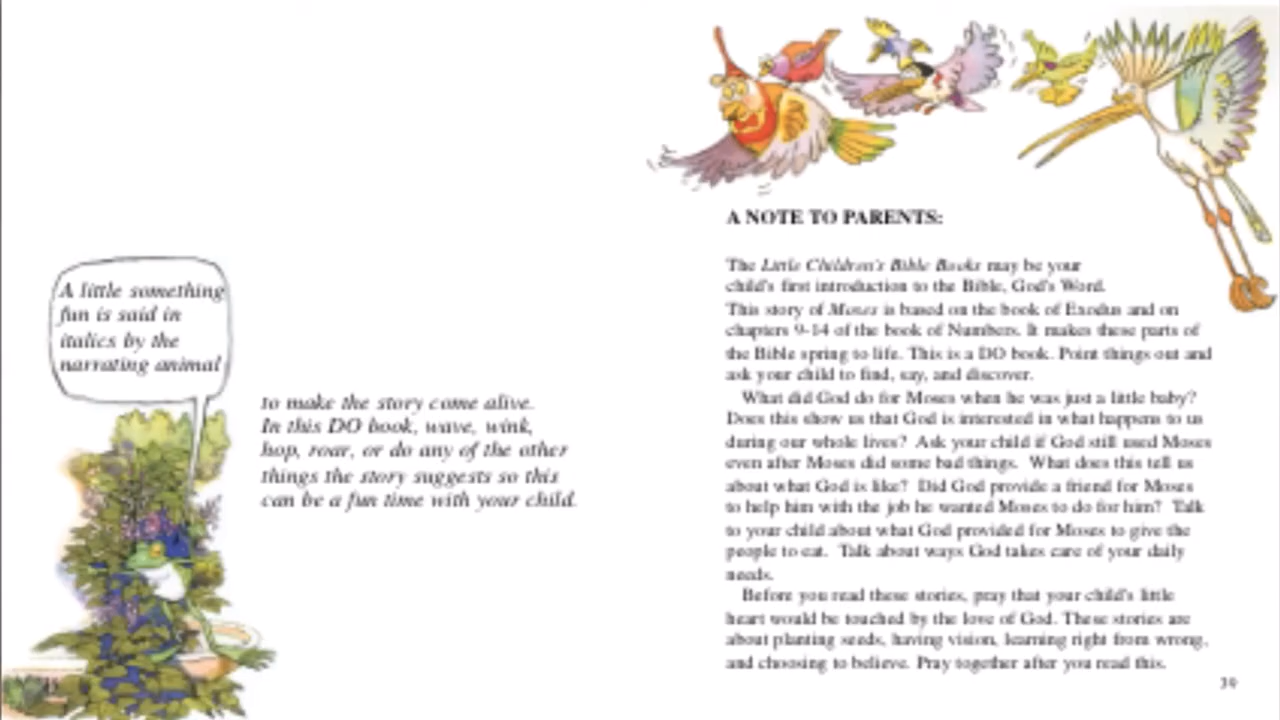 A little something
fun is said in
italics by the
narrating animal
to make the story come alive.
In this DO book, wave, wink,
hop, roar, or do any of the other
things the story suggests so this
can be a fun time with your child.
A NOTE TO PARENTS:
The Little Children's Bible Books may be your
child's first introduction to the Bible, God's Word.
This story of Moses is based on the book of Exodus and on
chapters 9-14 of the book of Numbers. It makes these parts of
the Bible spring to life. This is a DO book. Point things out and
ask your child to find, say, and discover.
What did God do for Moses when he was just a little baby?
Does this show us that God is interested in what happens to us
during our whole lives? Ask your child if God still used Moses
even after Moses did some bad things. What does this tell us
about what God is like? Did God provide a friend for Moses
to help him with the job he wanted Moses to do for him? Talk
to your child about what God provided for Moses to give the
people to eat. Talk about ways God takes care of your daily
needs.
Before you read these stories, pray that your child's little
heart would be touched by the love of God. These stories are
about planting seeds, having vision, learning right from wrong,
and choosing to believe. Pray together after you read this.
39